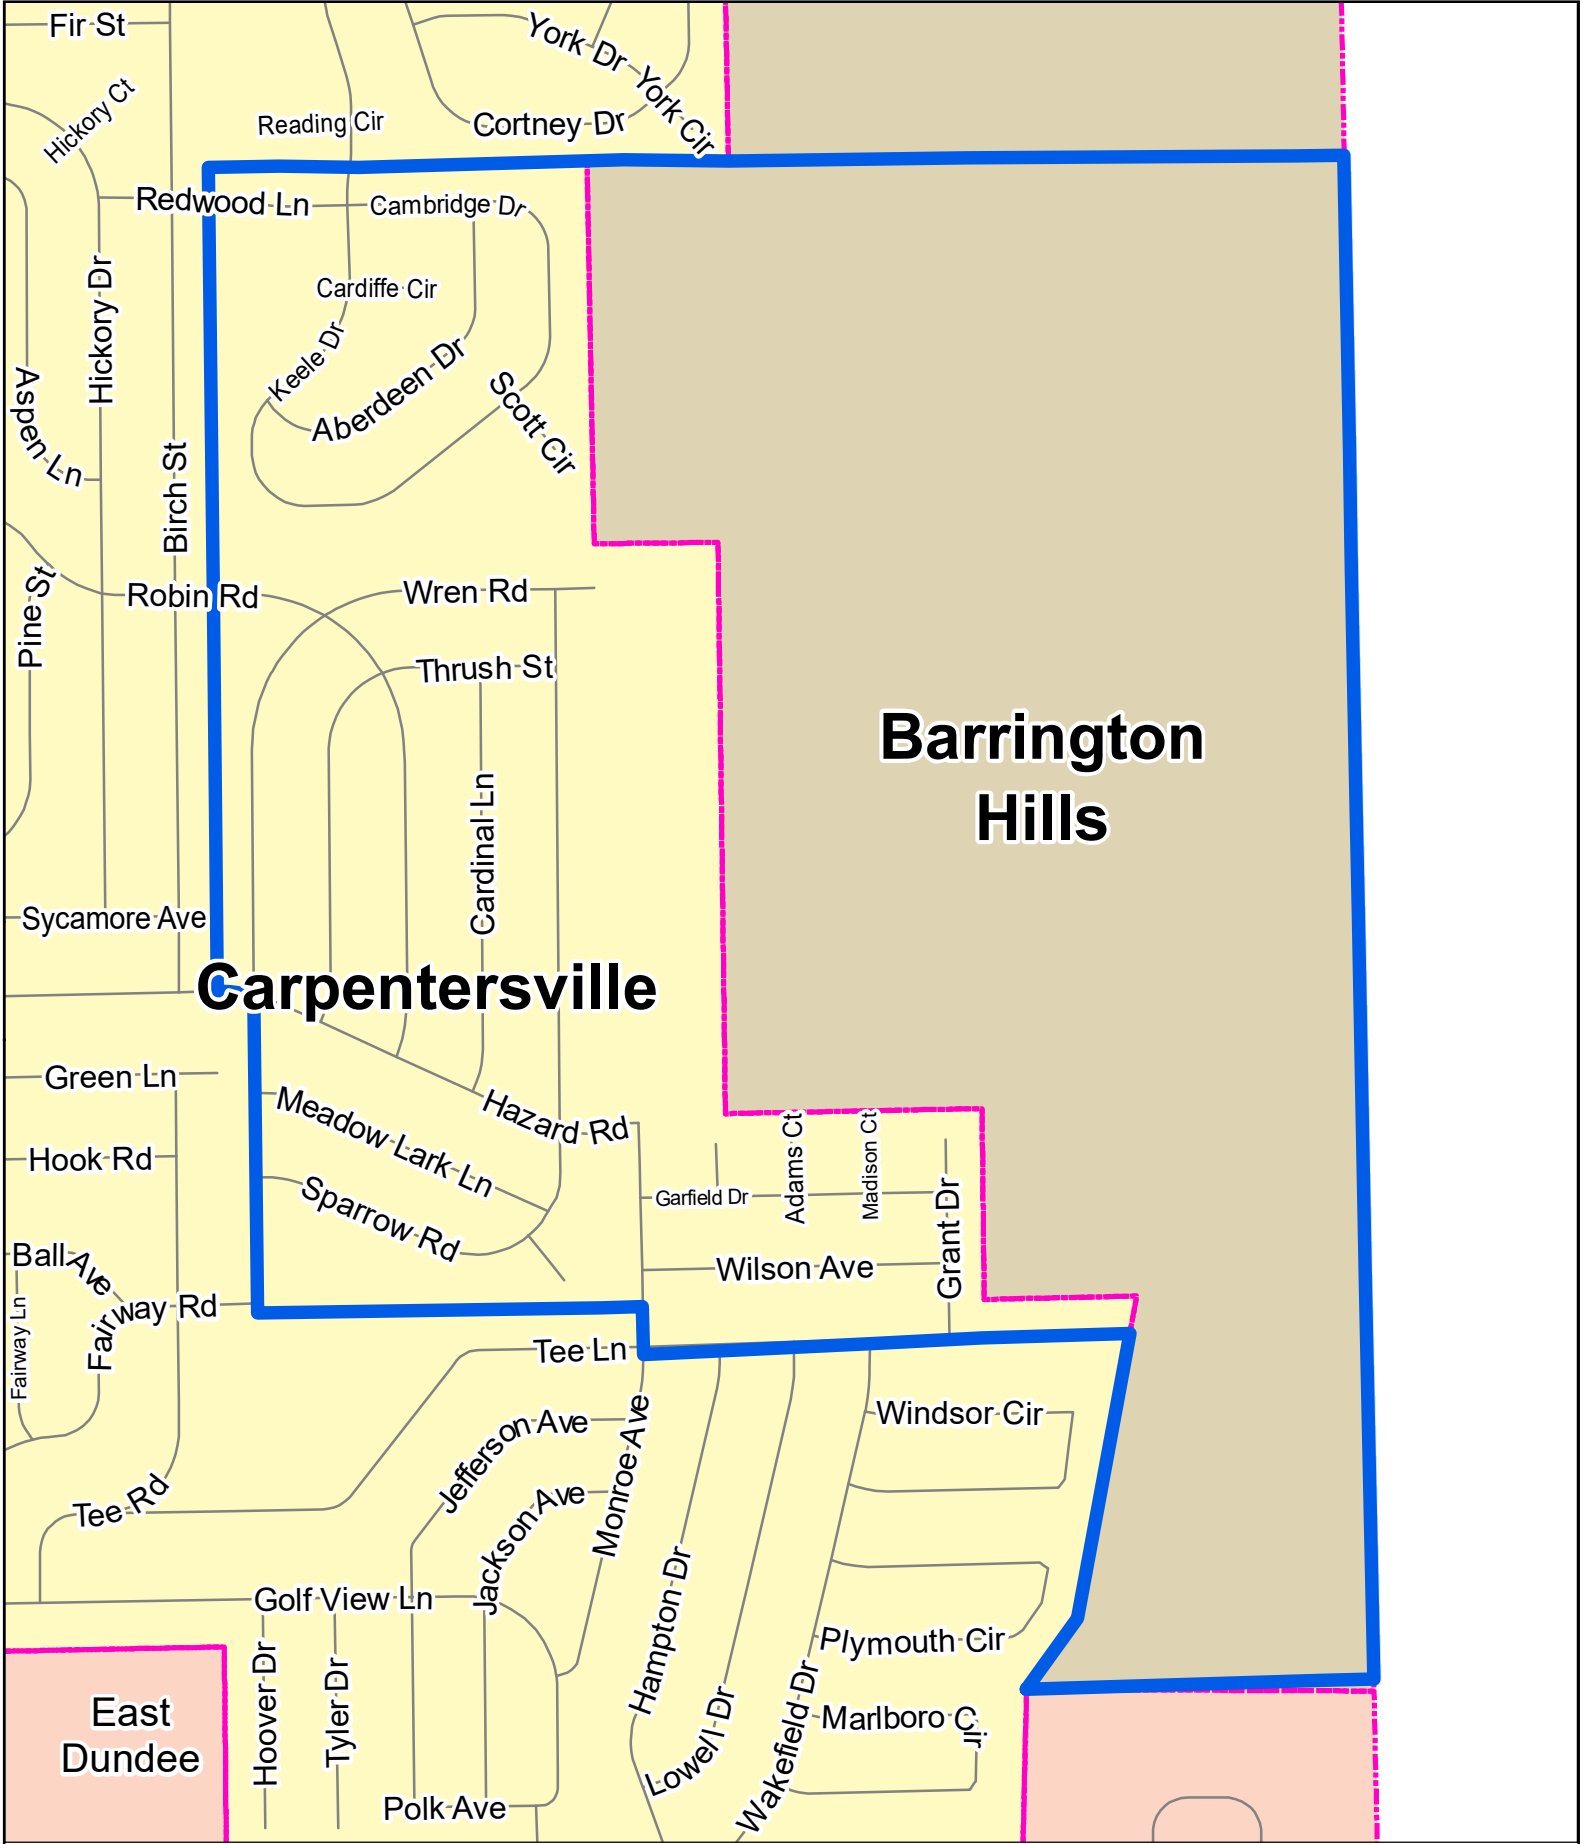 Fir St
York Dr
Hickory Ct
York Cir
Reading Cir
Cortney Dr
Redwood Ln
Cambridge Dr
Hickory Dr
Cardiffe Cir
Keele Dr
Aberdeen Dr
Scott Cir
Aspen Ln
Birch St
Pine St
Robin Rd
Wren Rd
Thrush St
Barrington
Hills
Cardinal Ln
Sycamore Ave
Carpentersville
Green Ln
Meadow Lark Ln
Hazard Rd
Adams Ct
Madison Ct
Hook Rd
Sparrow Rd
Garfield Dr
Grant Dr
Ball Ave
Wilson Ave
Fairway Ln
Fairway Rd
Tee Ln
Jefferson Ave
Monroe Ave
Windsor Cir
Tee Rd
Jackson Ave
Golf View Ln
Hampton Dr
Plymouth Cir
Hoover Dr
Tyler Dr
East
Dundee
Lowell Dr
Wakefield Dr
Marlboro Cir
Polk Ave